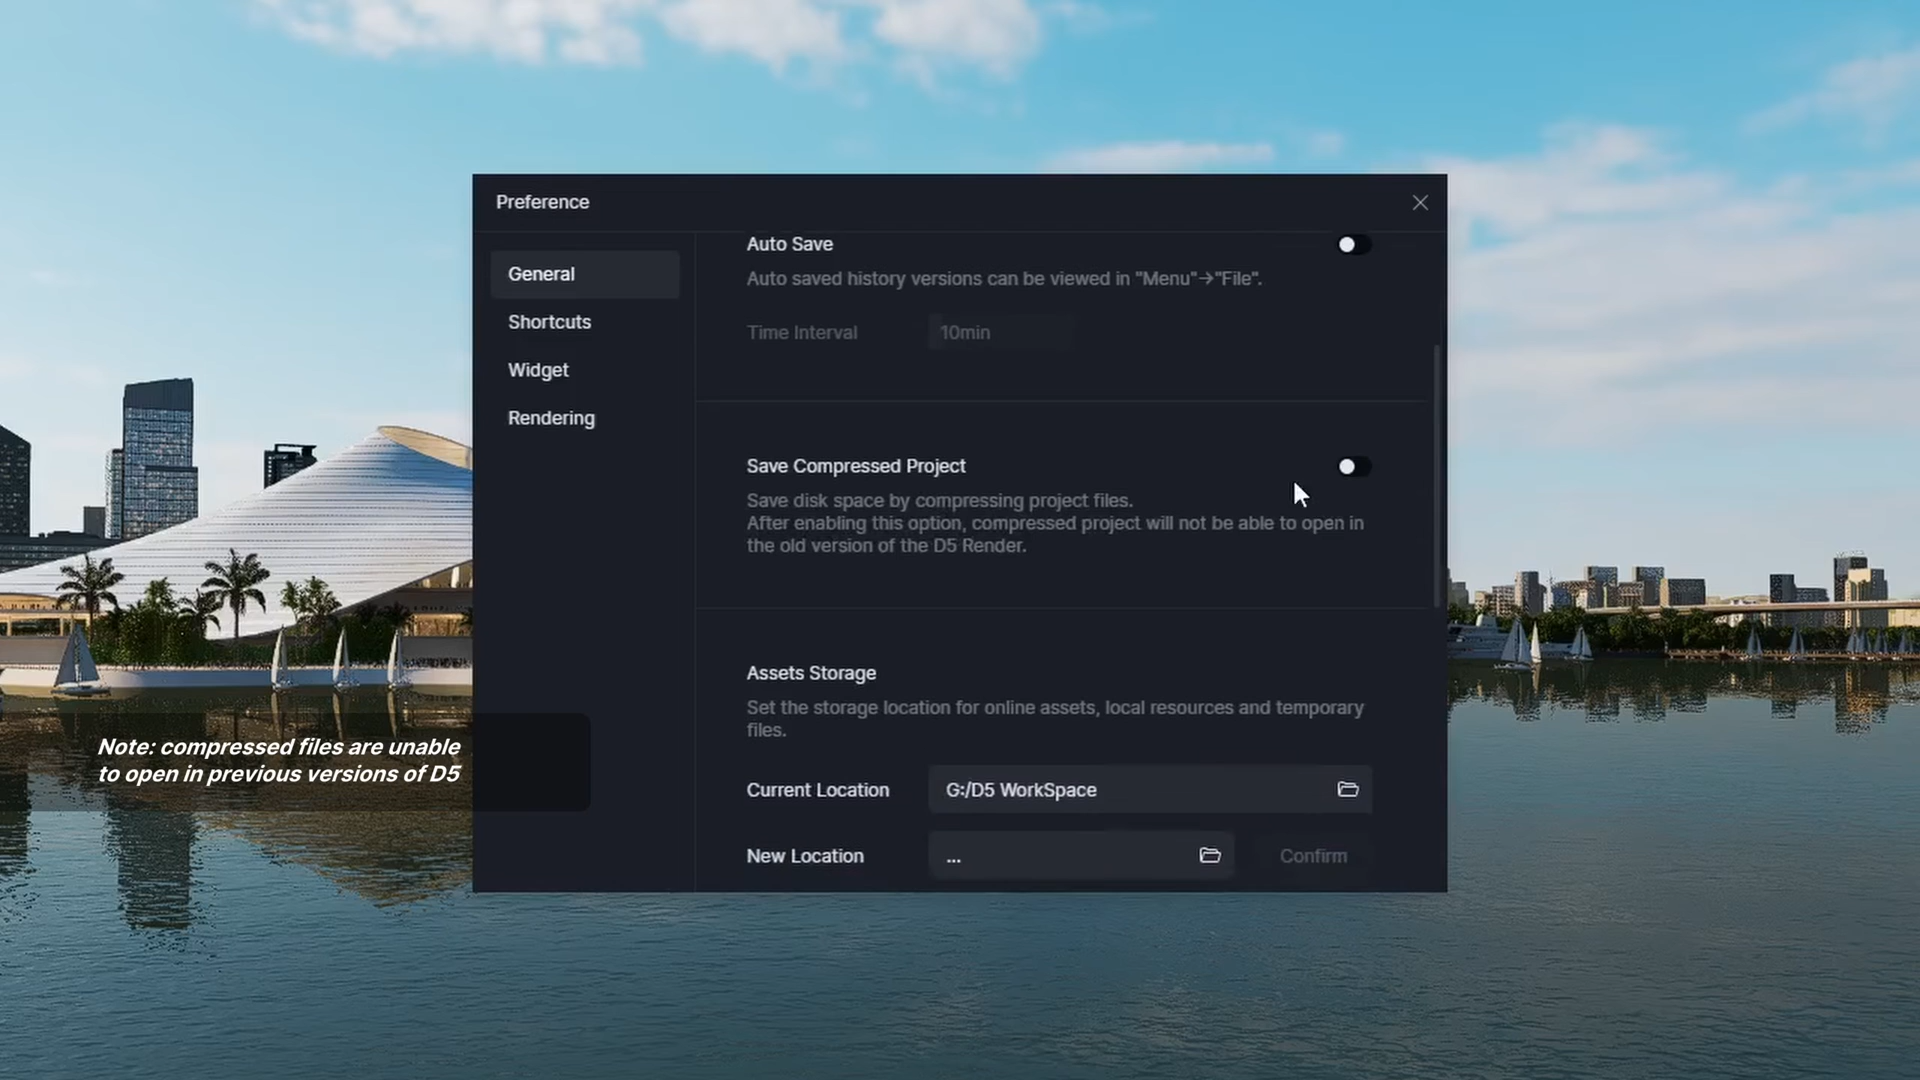 Preference
General
Shortcuts
Widget
Rendering
Auto Save
Auto saved history versions can be viewed in "Menu"→"File".
Time Interval
10min
Save Compressed Project
Save disk space by compressing project files.
After enabling this option, compressed project will not be able to open in
the old version of the D5 Render.
Assets Storage
Set the storage location for online assets, local resources and temporary
files.
Current Location
G:/D5 WorkSpace
New Location
...
Confirm
Note: compressed files are unable
to open in previous versions of D5